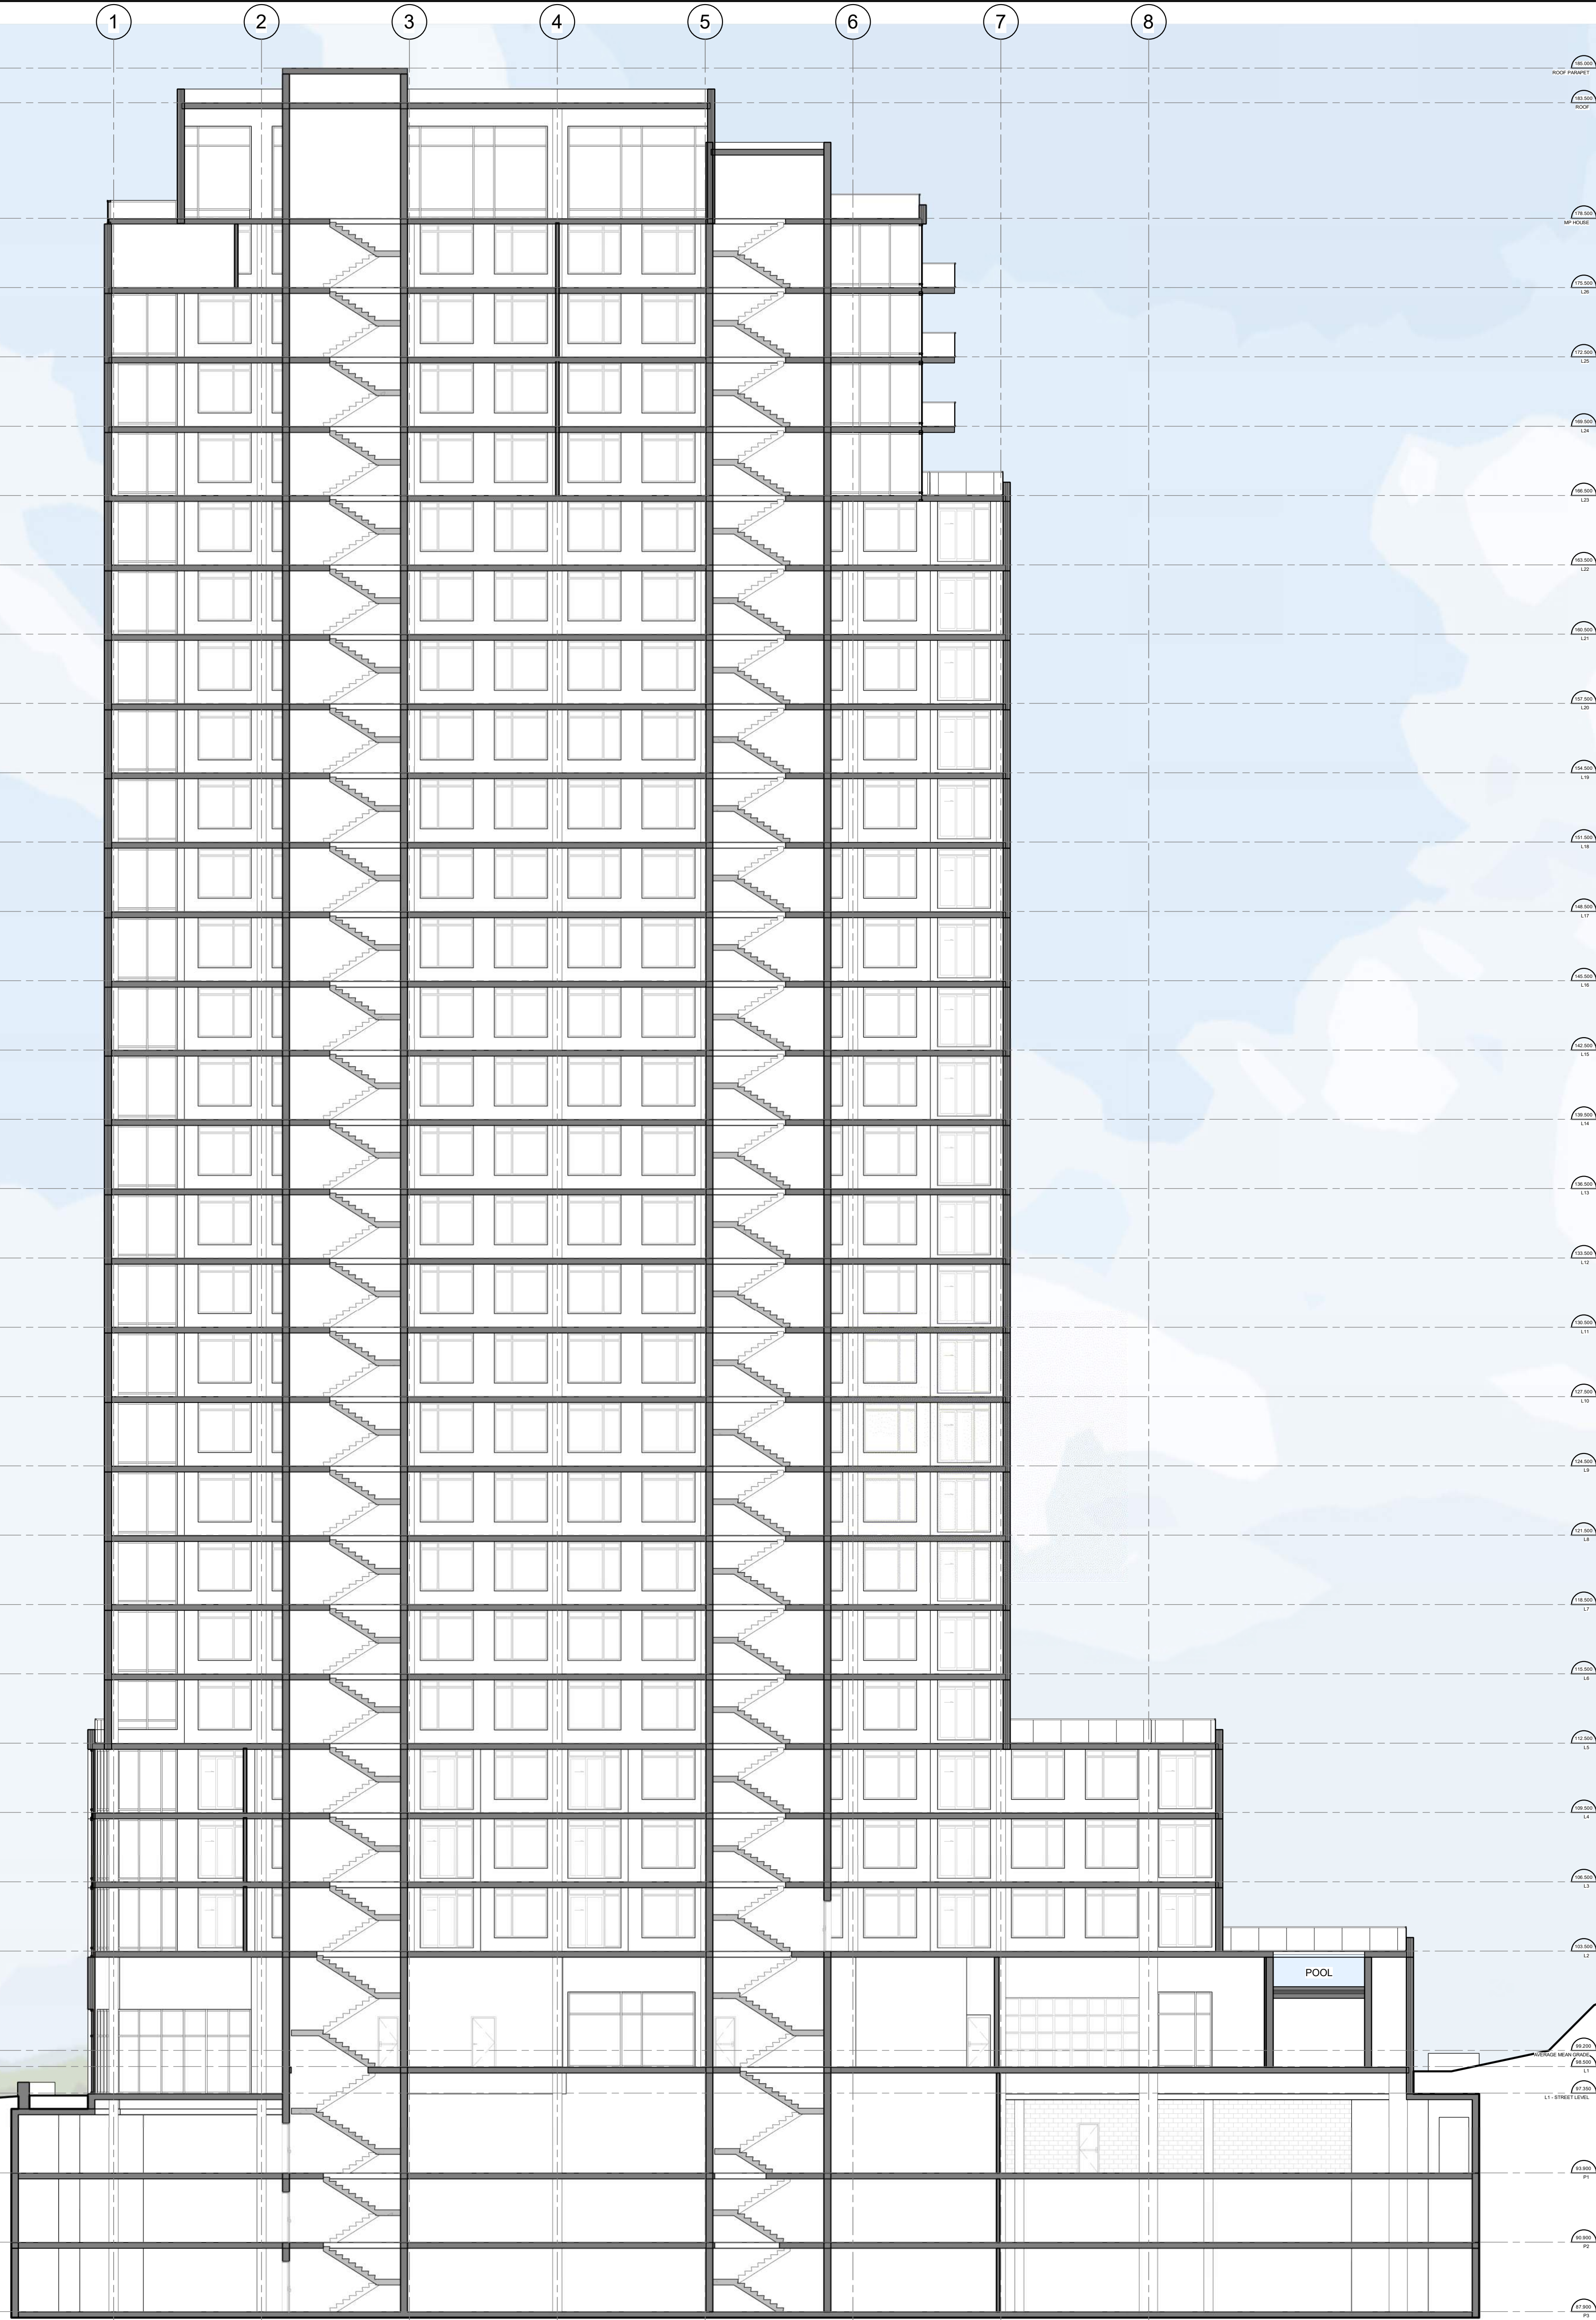 1 2 3 4 5 6 7 8
185.000
ROOF PARAPET
183.500
ROOF
178.500
MP HOUSE
175.500
L26
172.500
L25
169.500
L24
166.500
L23
163.500
L22
160.500
L21
157.500
L20
154.500
L19
151.500
L18
148.500
L17
145.500
L16
142.500
L15
139.500
L14
136.500
L13
133.500
L12
130.500
L11
127.500
L10
124.500
L9
121.500
L8
118.500
L7
115.500
L6
112.500
L5
109.500
L4
106.500
L3
103.500
L2
POOL
99.200
AVERAGE MEAN GRADE
98.500
L1
97.350
L1 - STREET LEVEL
93.900
P1
90.900
P2
87.900
P3